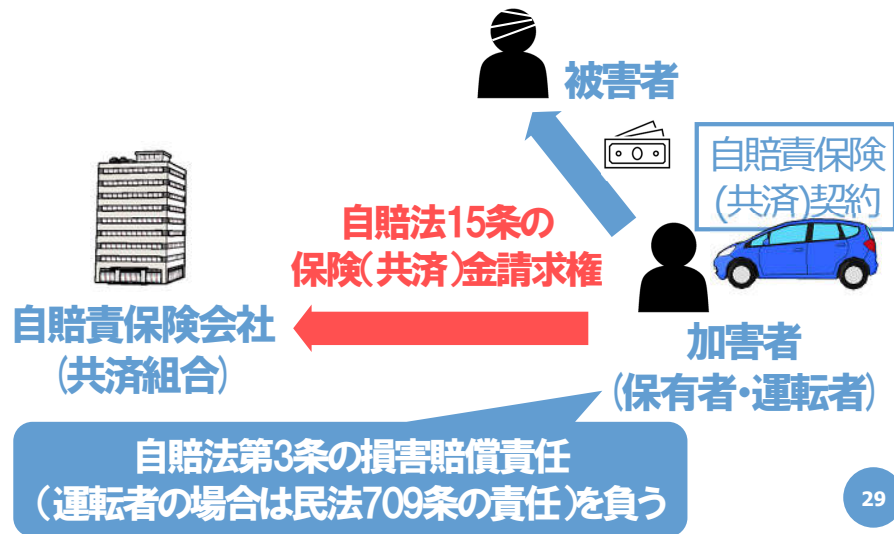 被害者
自賠責保険
(共済)契約
自賠法15条の
保険(共済)金請求権
自賠責保険会社
(共済組合)
加害者
(保有者・運転者)
自賠法第3条の損害賠償責任
(運転者の場合は民法709条の責任)を負う
29